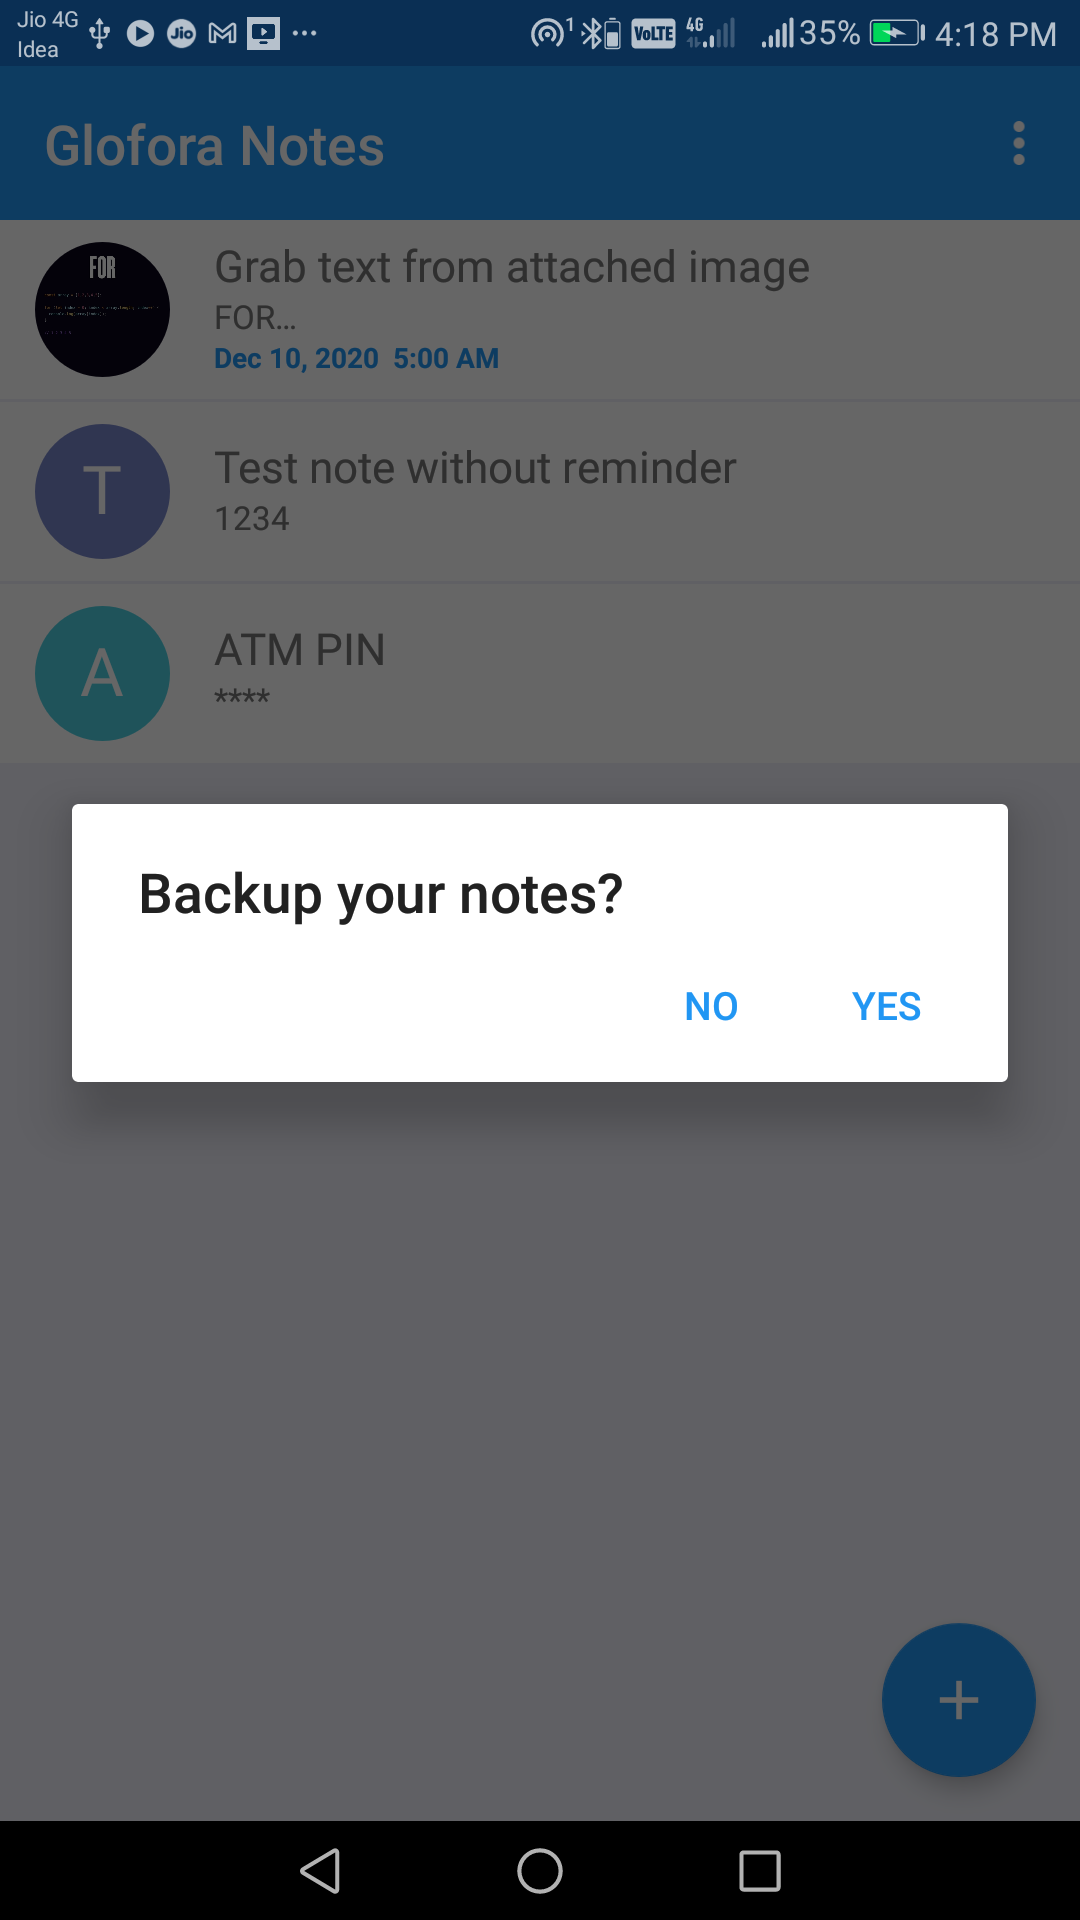 Jio 4G
Idea
Jio
1
VoLTE
4G
35%
4:18 PM
Glofora Notes
FOR
Grab text from attached image
FOR...
Dec 10, 2020 5:00 AM
T
Test note without reminder
1234
A
ATM PIN
****
Backup your notes?
NO
YES